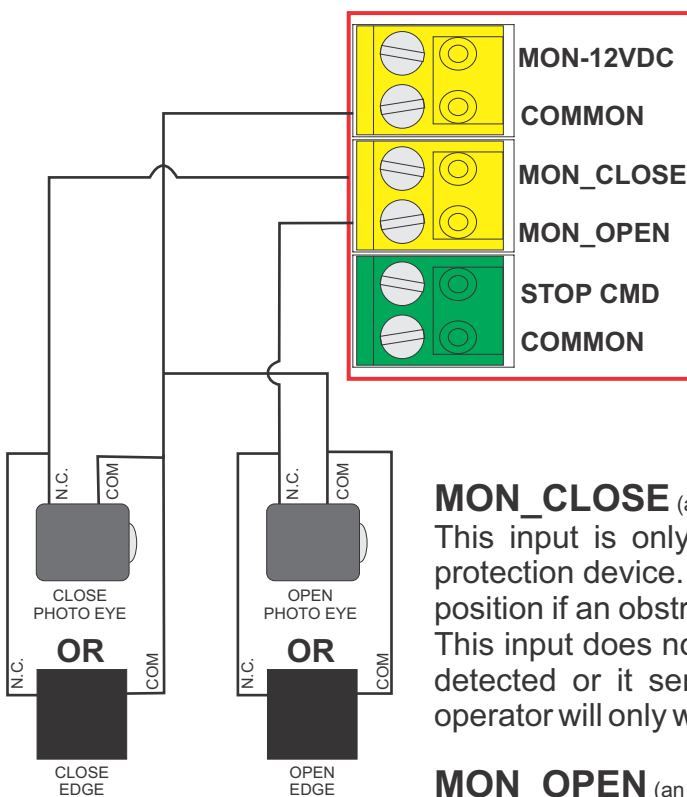 MON-12VDC
COMMON
MON_CLOSE
MON_OPEN
STOP CMD
COMMON
N.C.
COM
N.C.
COM
CLOSE
PHOTO EYE
OPEN
PHOTO EYE
OR
OR
N.C.
COM
N.C.
COM
CLOSE
EDGE
OPEN
EDGE
MON_CLOSE (a
This input is only
protection device.
position if an obstr
This input does no
detected or it ser
operator will only w
MON_OPEN (an